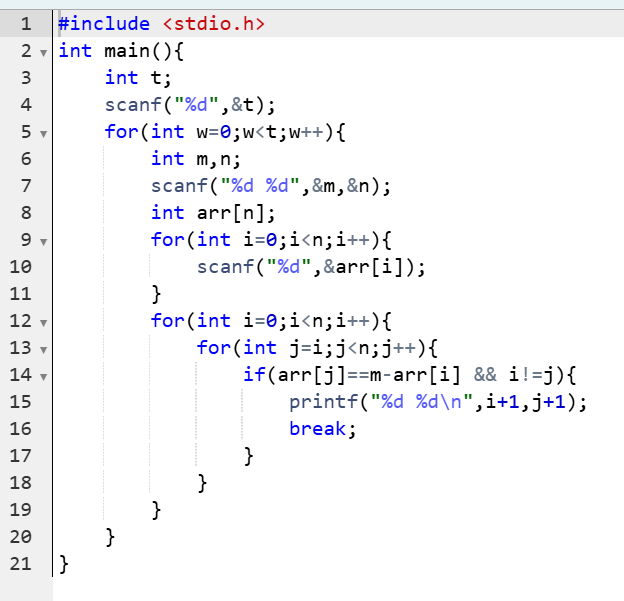 1 #include <stdio.h>
2 int main(){
3     int t;
4     scanf("%d",&t);
5     for(int w=0;w<t;w++){
6         int m,n;
7         scanf("%d %d",&m,&n);
8         int arr[n];
9         for(int i=0;i<n;i++){
10             scanf("%d",&arr[i]);
11         }
12         for(int i=0;i<n;i++){
13             for(int j=i;j<n;j++){
14                 if(arr[j]==m-arr[i] && i!=j){
15                     printf("%d %d\n",i+1,j+1);
16                     break;
17                 }
18             }
19         }
20     }
21 }